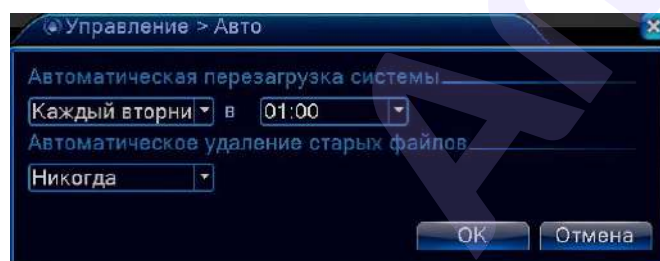 Управление > Авто
Автоматическая перезагрузка системы
Каждый вторни в 01:00
Автоматическое удаление старых файлов
Никогда
OK Отмена